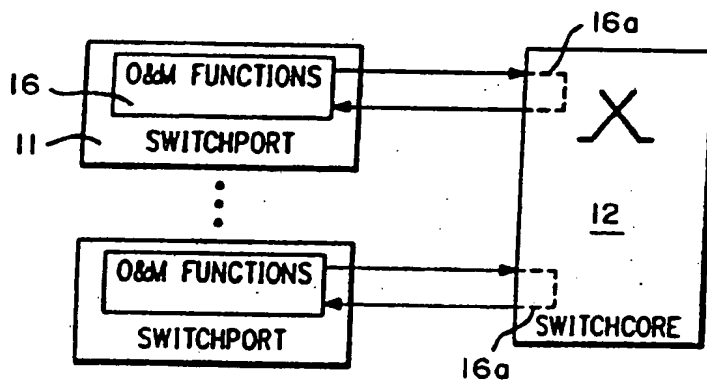 16a
O&M FUNCTIONS
16
11
SWITCHPORT
12
O&M FUNCTIONS
SWITCHPORT
SWITCHCORE
16a